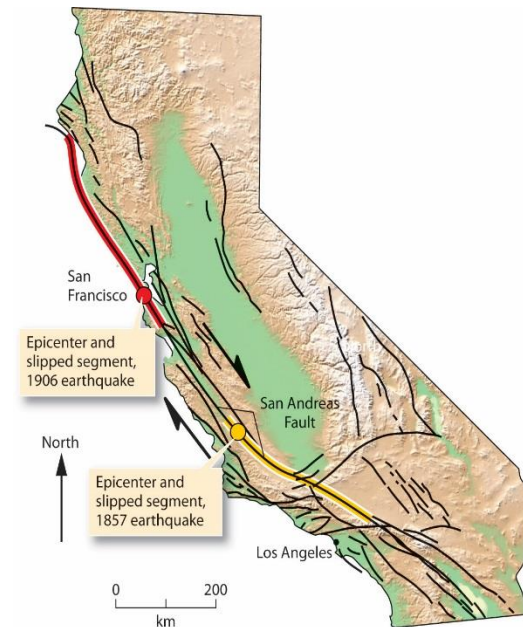 San
Francisco
Epicenter and
slipped segment,
1906 earthquake
San Andreas
Fault
North
Epicenter and
slipped segment,
1857 earthquake
Los Angeles
0 200
km